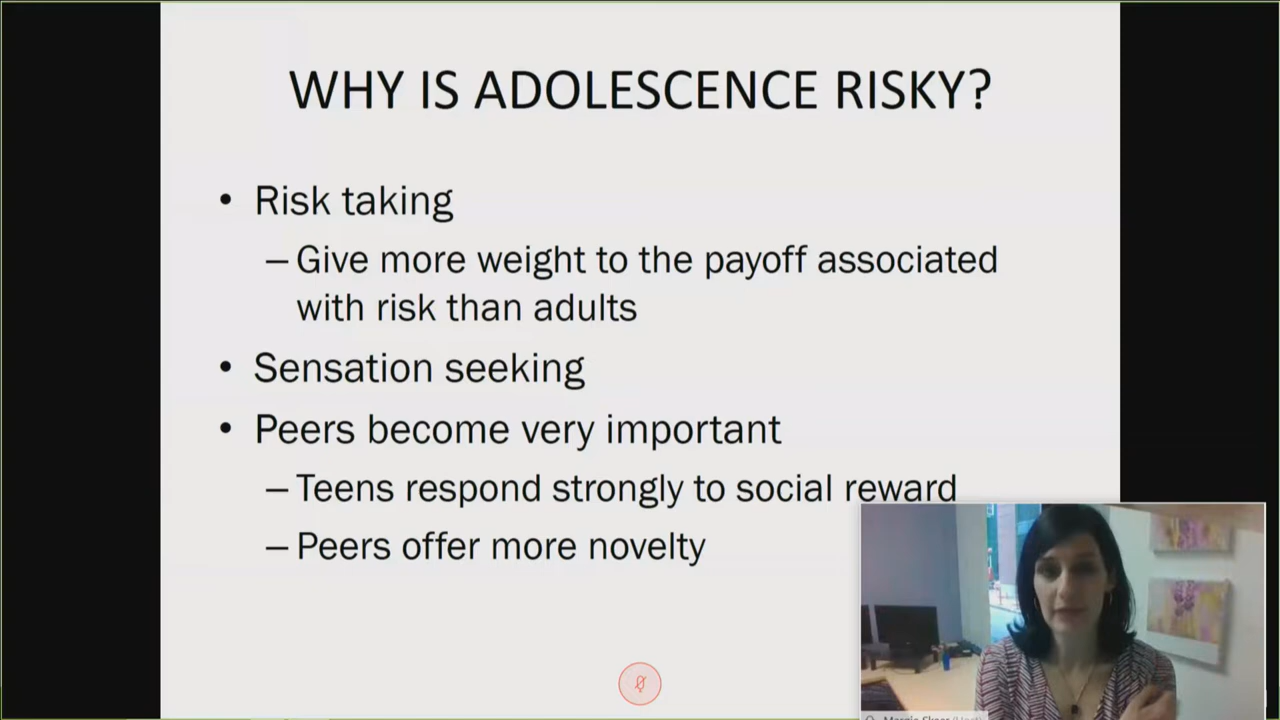 WHY IS ADOLESCENCE RISKY?
• Risk taking
– Give more weight to the payoff associated
with risk than adults
• Sensation seeking
• Peers become very important
– Teens respond strongly to social reward
– Peers offer more novelty